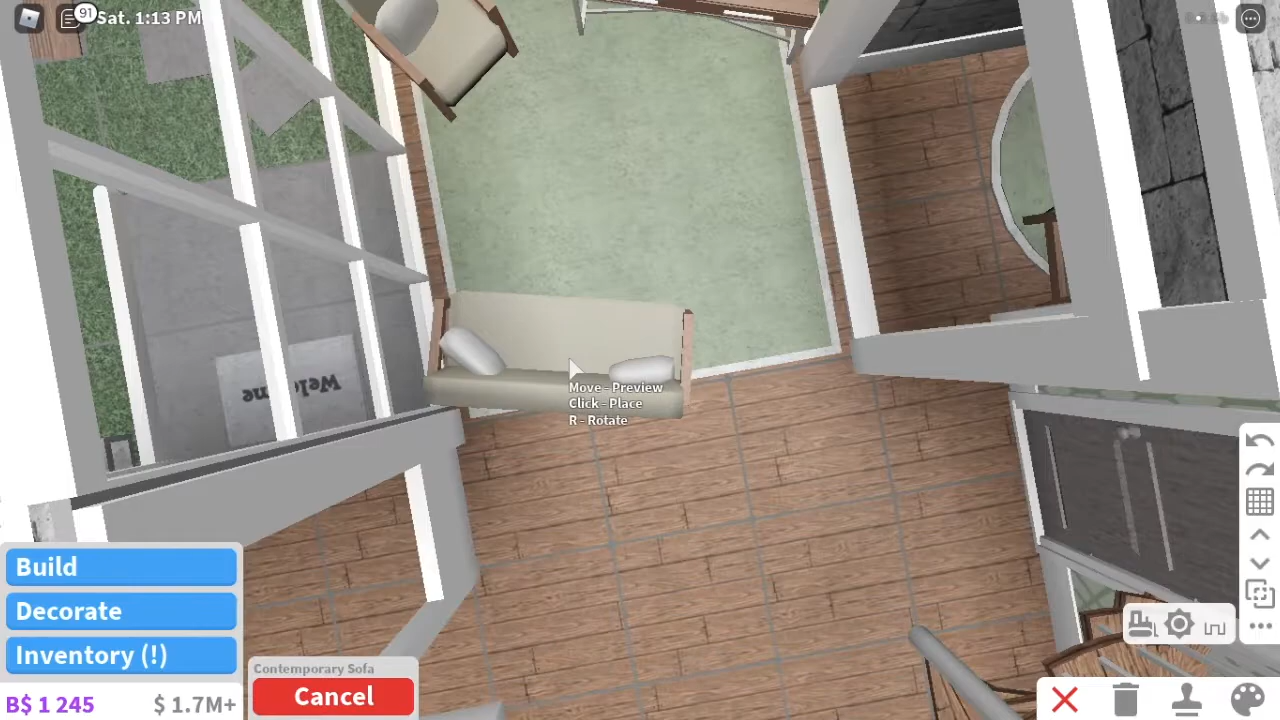 91
Sat. 1:13 PM
Welcome
Move - Preview
Click - Place
R - Rotate
Build
Decorate
Inventory (!)
Contemporary Sofa
Cancel
B$ 1 245
$ 1.7M+